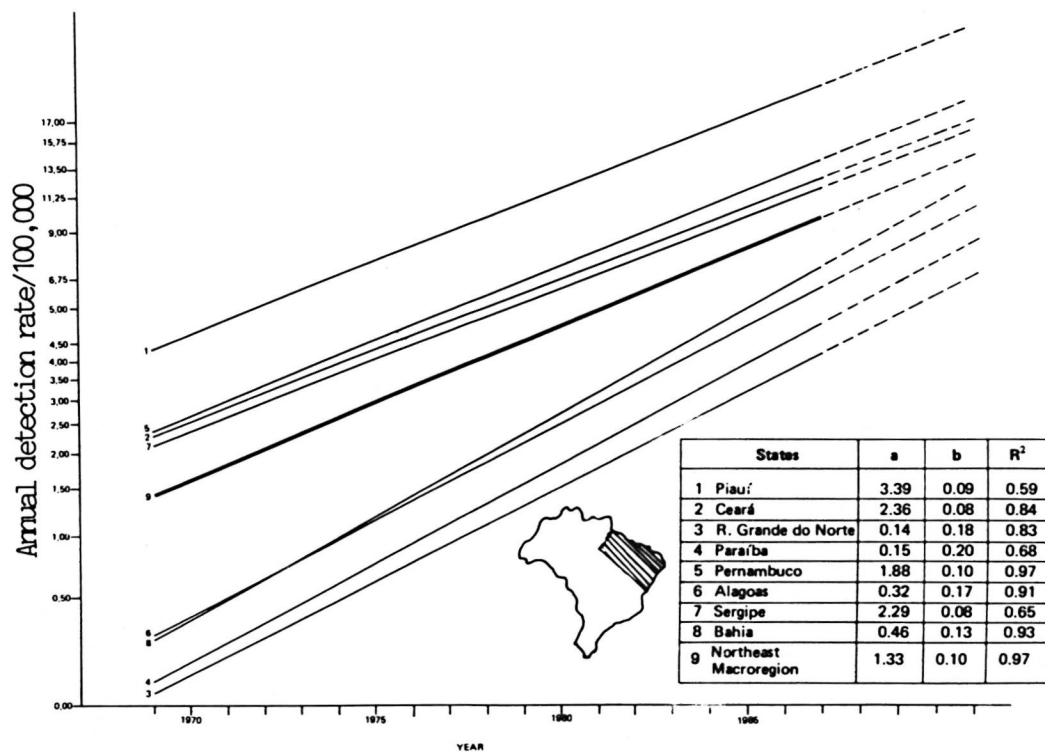 Annual detection rate/100,000
17,00
15,75
13,50
11,25
9,00
6,75
5,00
4,50
4,00
3,50
3,00
2,50
2,00
1,50
1,00
0,50
0,00
1
5
2
7
9
6
8
4
3
1970
1975
1980
1985
YEAR
States a b R²
1 Piauí 3.39 0.09 0.59
2 Ceará 2.36 0.08 0.84
3 R. Grande do Norte 0.14 0.18 0.83
4 Paraíba 0.15 0.20 0.68
5 Pernambuco 1.88 0.10 0.97
6 Alagoas 0.32 0.17 0.91
7 Sergipe 2.29 0.08 0.65
8 Bahia 0.46 0.13 0.93
9 Northeast Macroregion 1.33 0.10 0.97